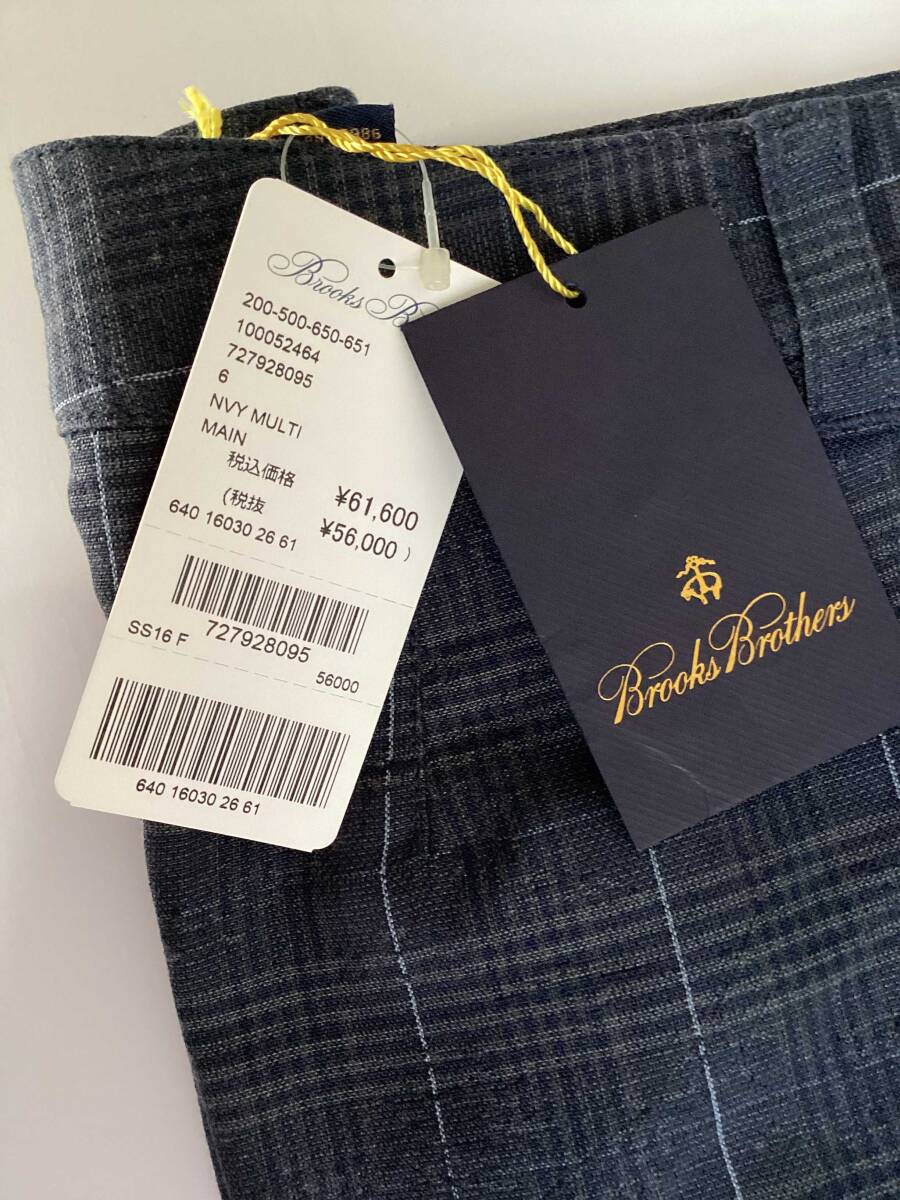 Brooks B
200-500-650-651
100052464
727928095
6
NVY MULTI
MAIN
税込価格 ¥61,600
(税抜 ¥56,000 )
640 16030 26 61
727928095
SS16 F 56000
640 16030 26 61
Brooks Brothers